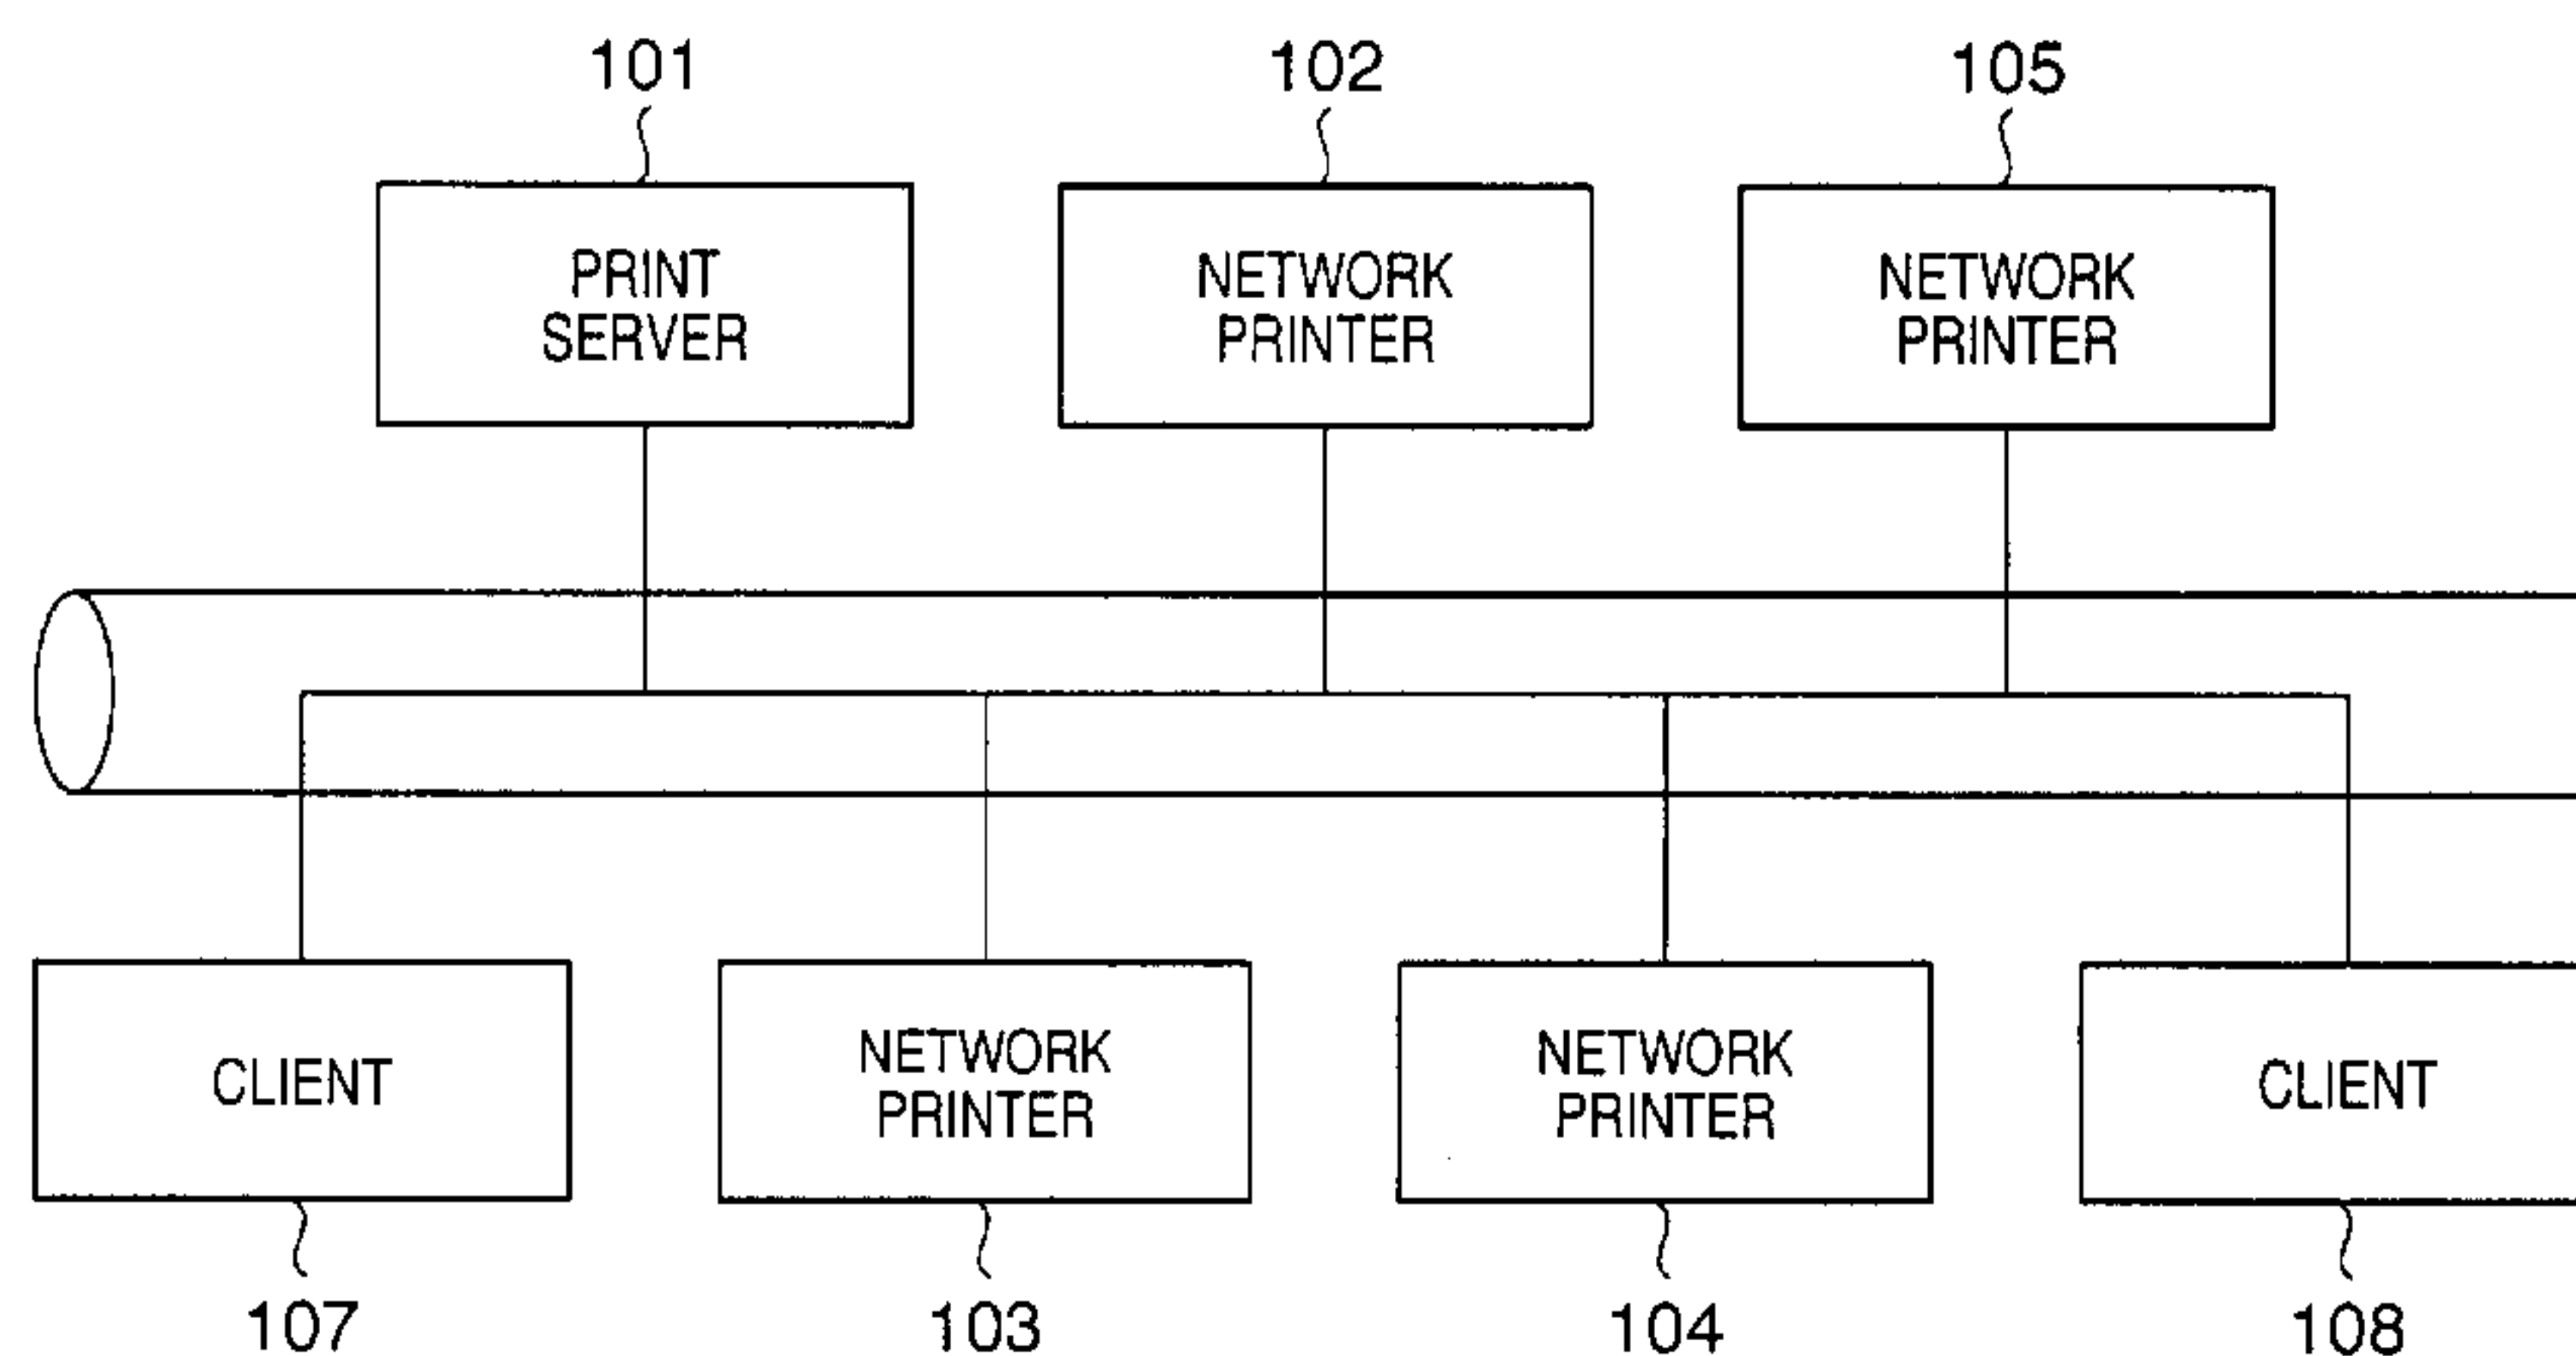 101
102
105
PRINT
SERVER
NETWORK
PRINTER
NETWORK
PRINTER
CLIENT
NETWORK
PRINTER
NETWORK
PRINTER
CLIENT
107
103
104
108